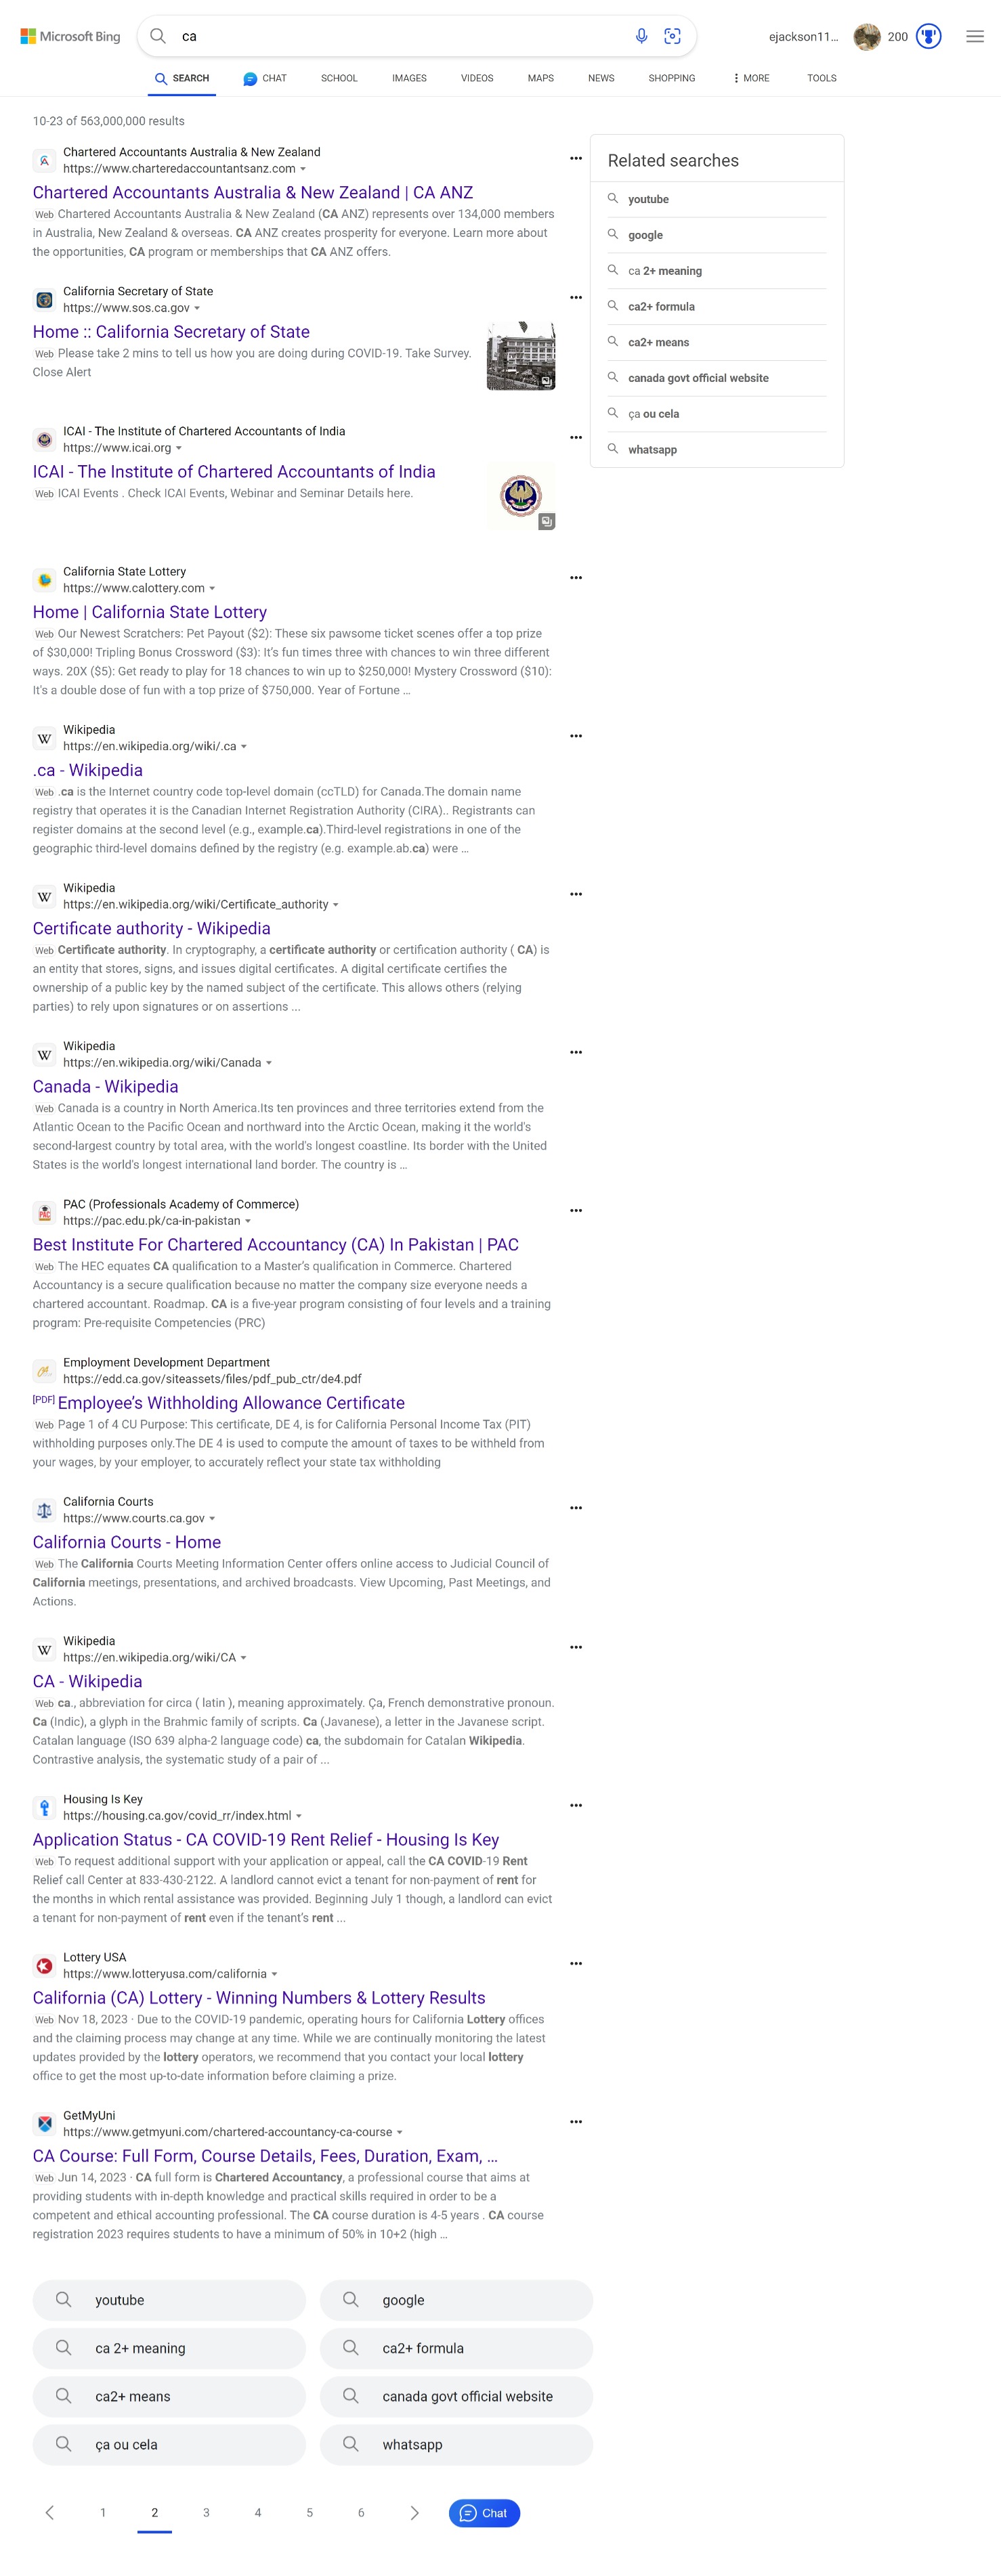 Microsoft Bing
ca
ejackson11...
200
SEARCH
CHAT
SCHOOL
IMAGES
VIDEOS
MAPS
NEWS
SHOPPING
MORE
TOOLS
10-23 of 563,000,000 results
Chartered Accountants Australia & New Zealand
https://www.charteredaccountantsanz.com
Chartered Accountants Australia & New Zealand | CA ANZ
Web Chartered Accountants Australia & New Zealand (CA ANZ) represents over 134,000 members
in Australia, New Zealand & overseas. CA ANZ creates prosperity for everyone. Learn more about
the opportunities, CA program or memberships that CA ANZ offers.
California Secretary of State
https://www.sos.ca.gov
Home :: California Secretary of State
Web Please take 2 mins to tell us how you are doing during COVID-19. Take Survey.
Close Alert
ICAI - The Institute of Chartered Accountants of India
https://www.icai.org
ICAI - The Institute of Chartered Accountants of India
Web ICAI Events . Check ICAI Events, Webinar and Seminar Details here.
California State Lottery
https://www.calottery.com
Home | California State Lottery
Web Our Newest Scratchers: Pet Payout ($2): These six pawsome ticket scenes offer a top prize
of $30,000! Tripling Bonus Crossword ($3): It's fun times three with chances to win three different
ways. 20X ($5): Get ready to play for 18 chances to win up to $250,000! Mystery Crossword ($10):
It's a double dose of fun with a top prize of $750,000. Year of Fortune ...
Wikipedia
https://en.wikipedia.org/wiki/.ca
.ca - Wikipedia
Web .ca is the Internet country code top-level domain (ccTLD) for Canada.The domain name
registry that operates it is the Canadian Internet Registration Authority (CIRA).. Registrants can
register domains at the second level (e.g., example.ca).Third-level registrations in one of the
geographic third-level domains defined by the registry (e.g. example.ab.ca) were ...
Wikipedia
https://en.wikipedia.org/wiki/Certificate_authority
Certificate authority - Wikipedia
Web Certificate authority. In cryptography, a certificate authority or certification authority ( CA) is
an entity that stores, signs, and issues digital certificates. A digital certificate certifies the
ownership of a public key by the named subject of the certificate. This allows others (relying
parties) to rely upon signatures or on assertions ...
Wikipedia
https://en.wikipedia.org/wiki/Canada
Canada - Wikipedia
Web Canada is a country in North America.Its ten provinces and three territories extend from the
Atlantic Ocean to the Pacific Ocean and northward into the Arctic Ocean, making it the world's
second-largest country by total area, with the world's longest coastline. Its border with the United
States is the world's longest international land border. The country is ...
PAC (Professionals Academy of Commerce)
https://pac.edu.pk/ca-in-pakistan
Best Institute For Chartered Accountancy (CA) In Pakistan | PAC
Web The HEC equates CA qualification to a Master's qualification in Commerce. Chartered
Accountancy is a secure qualification because no matter the company size everyone needs a
chartered accountant. Roadmap. CA is a five-year program consisting of four levels and a training
program: Pre-requisite Competencies (PRC)
Employment Development Department
https://edd.ca.gov/siteassets/files/pdf_pub_ctr/de4.pdf
[PDF] Employee's Withholding Allowance Certificate
Web Page 1 of 4 CU Purpose: This certificate, DE 4, is for California Personal Income Tax (PIT)
withholding purposes only.The DE 4 is used to compute the amount of taxes to be withheld from
your wages, by your employer, to accurately reflect your state tax withholding
California Courts
https://www.courts.ca.gov
California Courts - Home
Web The California Courts Meeting Information Center offers online access to Judicial Council of
California meetings, presentations, and archived broadcasts. View Upcoming, Past Meetings, and
Actions.
Wikipedia
https://en.wikipedia.org/wiki/CA
CA - Wikipedia
Web ca., abbreviation for circa ( latin ), meaning approximately. Ça, French demonstrative pronoun.
Ca (Indic), a glyph in the Brahmic family of scripts. Ca (Javanese), a letter in the Javanese script.
Catalan language (ISO 639 alpha-2 language code) ca, the subdomain for Catalan Wikipedia.
Contrastive analysis, the systematic study of a pair of ...
Housing Is Key
https://housing.ca.gov/covid_rr/index.html
Application Status - CA COVID-19 Rent Relief - Housing Is Key
Web To request additional support with your application or appeal, call the CA COVID-19 Rent
Relief call Center at 833-430-2122. A landlord cannot evict a tenant for non-payment of rent for
the months in which rental assistance was provided. Beginning July 1 though, a landlord can evict
a tenant for non-payment of rent even if the tenant's rent ...
Lottery USA
https://www.lotteryusa.com/california
California (CA) Lottery - Winning Numbers & Lottery Results
Web Nov 18, 2023 · Due to the COVID-19 pandemic, operating hours for California Lottery offices
and the claiming process may change at any time. While we are continually monitoring the latest
updates provided by the lottery operators, we recommend that you contact your local lottery
office to get the most up-to-date information before claiming a prize.
GetMyUni
https://www.getmyuni.com/chartered-accountancy-ca-course
CA Course: Full Form, Course Details, Fees, Duration, Exam, ...
Web Jun 14, 2023 · CA full form is Chartered Accountancy, a professional course that aims at
providing students with in-depth knowledge and practical skills required in order to be a
competent and ethical accounting professional. The CA course duration is 4-5 years . CA course
registration 2023 requires students to have a minimum of 50% in 10+2 (high ...
Related searches
youtube
google
ca 2+ meaning
ca2+ formula
ca2+ means
canada govt official website
ça ou cela
whatsapp
youtube
google
ca 2+ meaning
ca2+ formula
ca2+ means
canada govt official website
ça ou cela
whatsapp
1
2
3
4
5
6
Chat